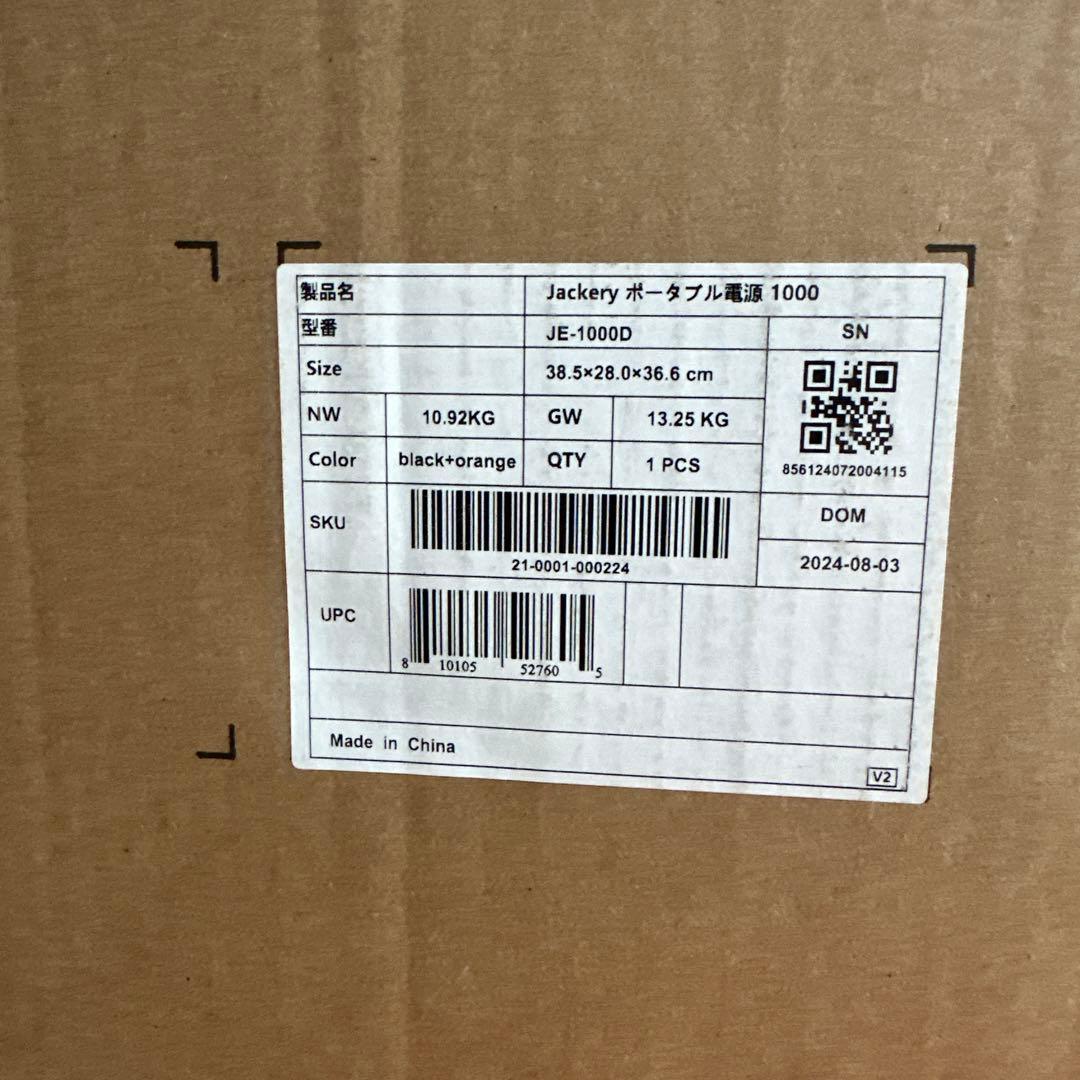 製品名 Jackery ポータブル電源 1000
型番 JE-1000D SN
Size 38.5×28.0×36.6 cm
856124072004115
NW 10.92KG GW 13.25 KG
Color black+orange QTY 1 PCS
SKU 21-0001-000224
DOM
2024-08-03
UPC 8 10105 52760 5
Made in China
V2